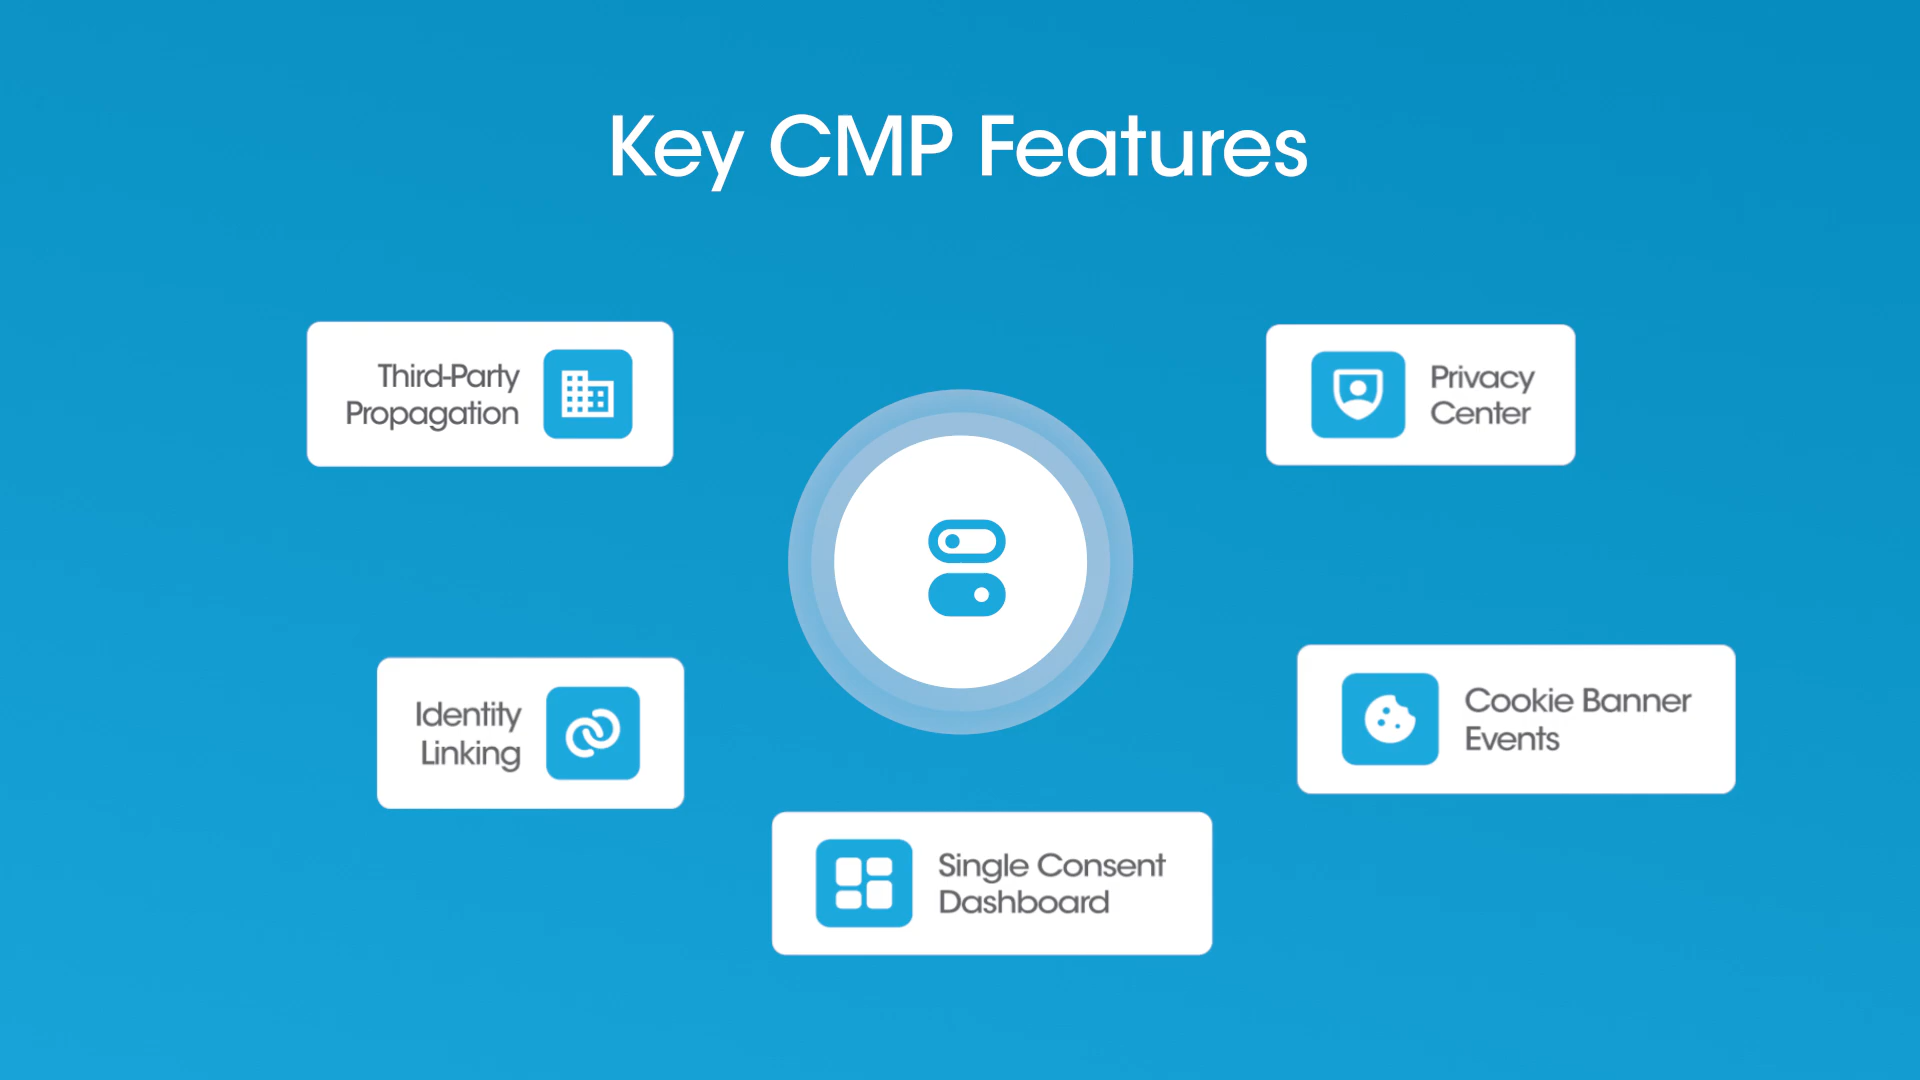 Key CMP Features
Third-Party
Propagation
Privacy
Center
Identity
Linking
Cookie Banner
Events
Single Consent
Dashboard